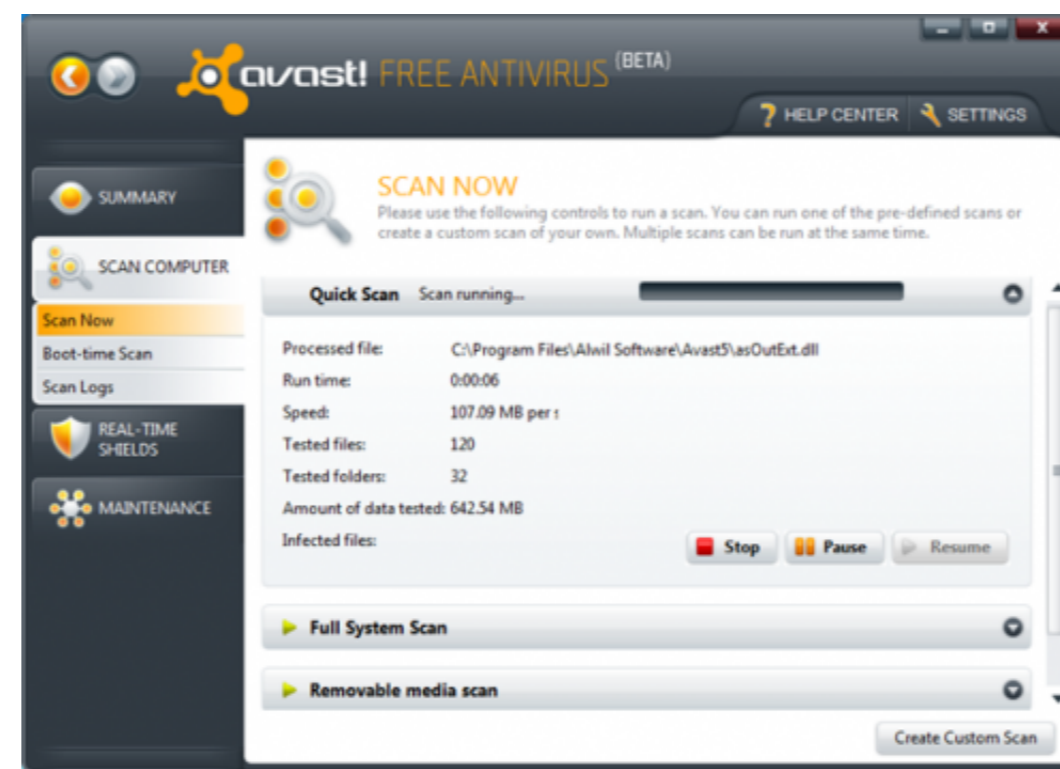 avast! FREE ANTIVIRUS (BETA)
HELP CENTER SETTINGS
SUMMARY
SCAN COMPUTER
Scan Now
Boot-time Scan
Scan Logs
REAL-TIME
SHIELDS
MAINTENANCE
SCAN NOW
Please use the following controls to run a scan. You can run one of the pre-defined scans or
create a custom scan of your own. Multiple scans can be run at the same time.
Quick Scan Scan running...
Processed file: C:\Program Files\Alwil Software\Avast5\asOutExt.dll
Run time: 0:00:06
Speed: 107.09 MB per s
Tested files: 120
Tested folders: 32
Amount of data tested: 642.54 MB
Infected files:
Stop Pause Resume
Full System Scan
Removable media scan
Create Custom Scan